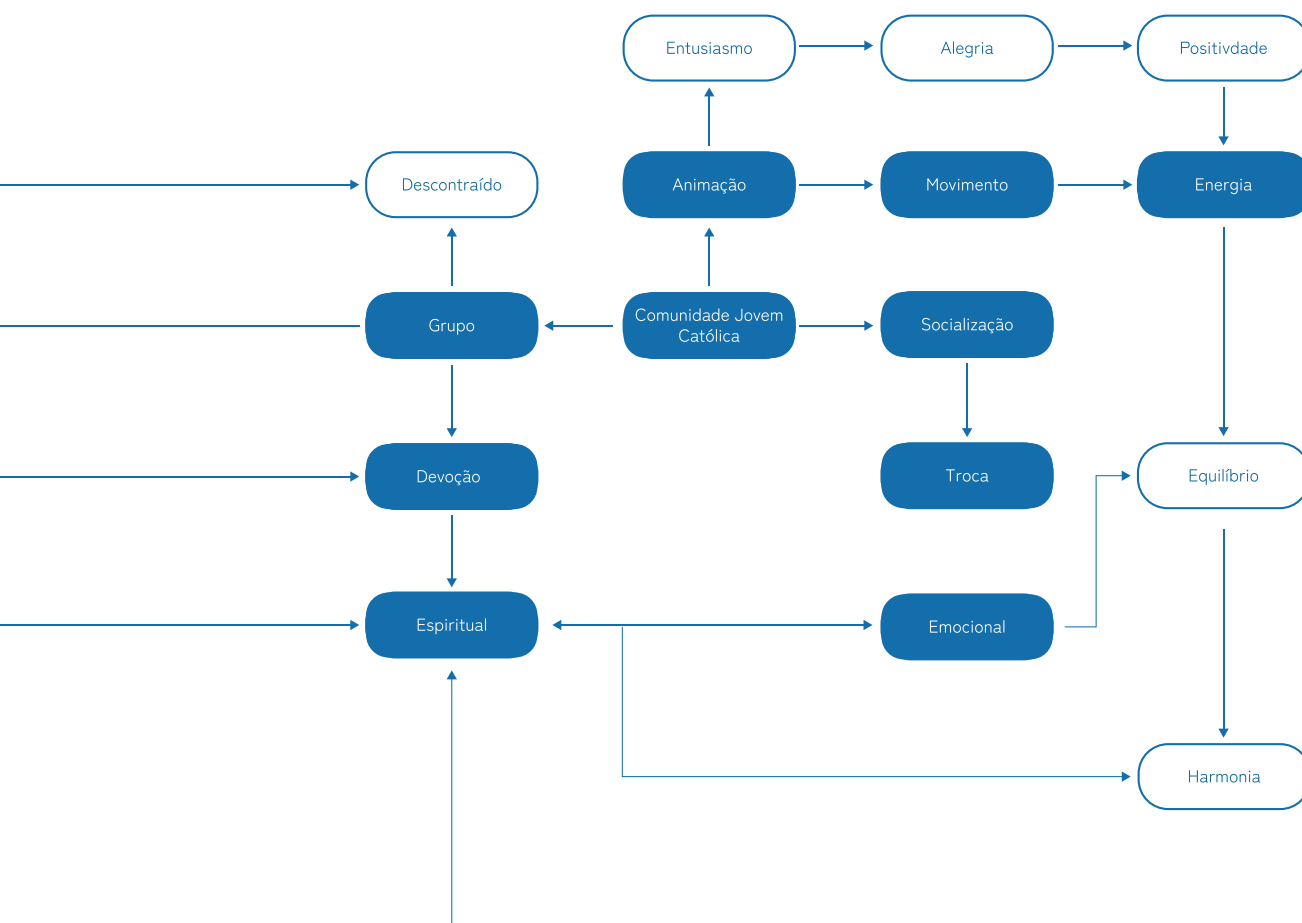 Entusiasmo
Alegria
Positivdade
Descontraído
Animação
Movimento
Energia
Grupo
Comunidade Jovem
Católica
Socialização
Devoção
Troca
Equilíbrio
Espiritual
Emocional
Harmonia